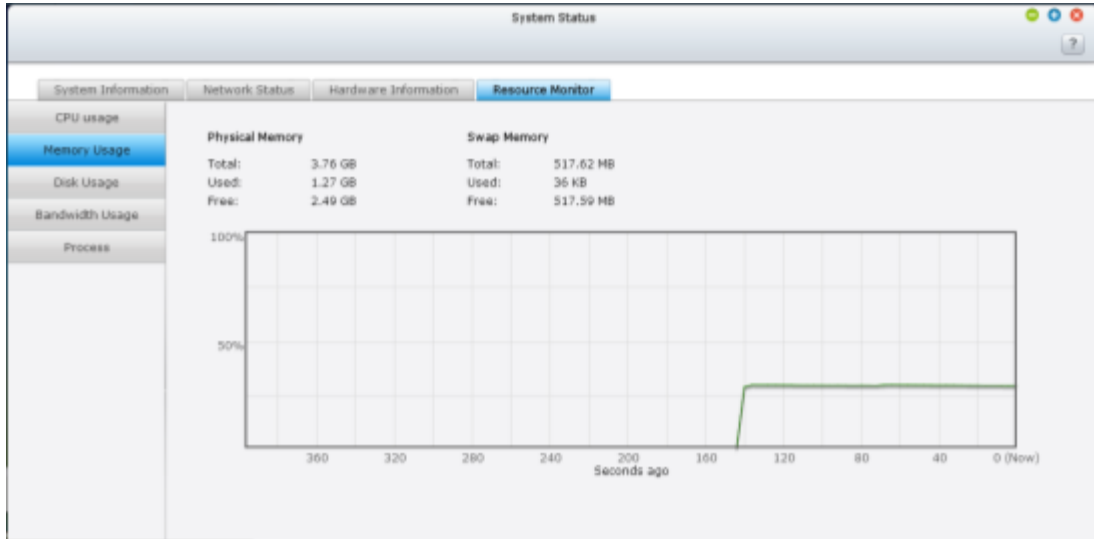 System Status
?
System Information Network Status Hardware Information Resource Monitor
CPU usage
Memory Usage
Disk Usage
Bandwidth Usage
Process
Physical Memory Swap Memory
Total: 3.76 GB Total: 517.62 MB
Used: 1.27 GB Used: 36 KB
Free: 2.49 GB Free: 517.59 MB
100%
50%
360 320 280 240 200 160 120 80 40 0 (Now)
Seconds ago